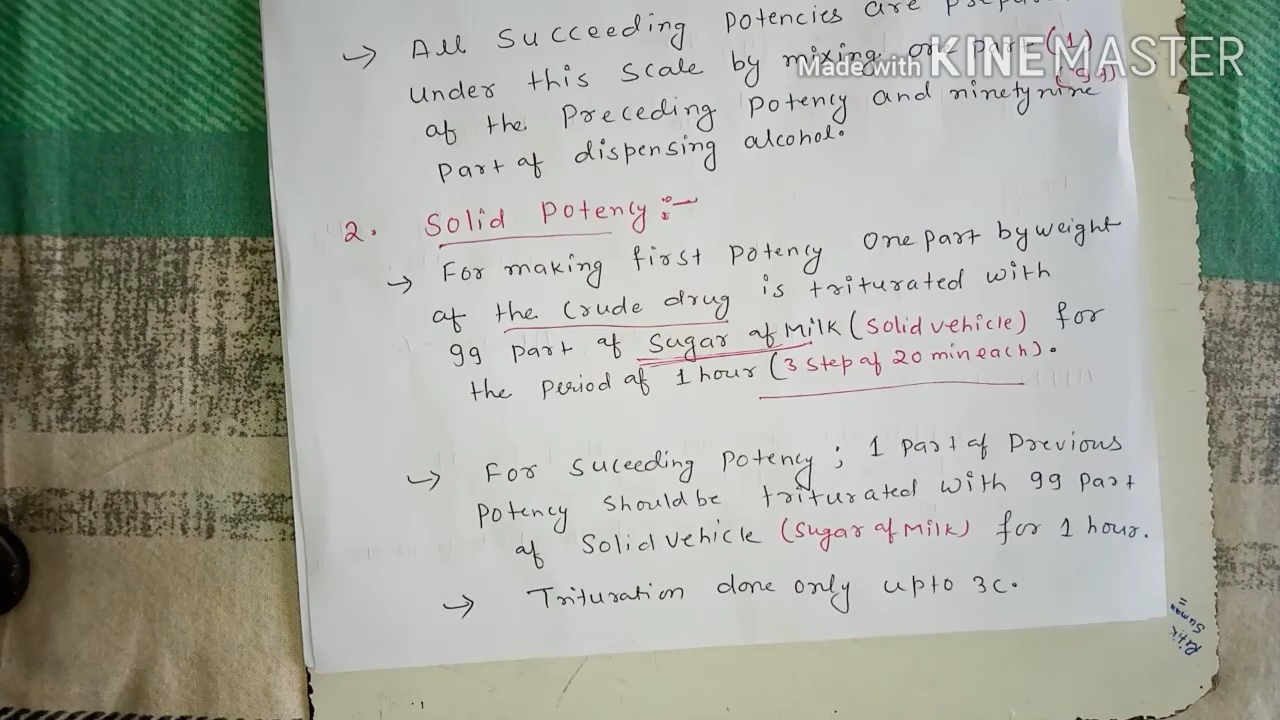 → All succeeding potencies are
under this scale by mixing one part (1)
of the preceding potency and ninetynine (99)
part of dispensing alcohol.
Made with KINEMASTER
2. Solid Potency :-
→ For making first potency one part by weight
of the crude drug is triturated with
99 part of Sugar of Milk (solid vehicle) for
the period of 1 hour (3 step of 20 min each).
→ For suceeding potency ; 1 part of Previous
potency should be triturated with 99 part
of solid vehicle (sugar of Milk) for 1 hour.
→ Trituration done only upto 3c.
Ritik
Suman